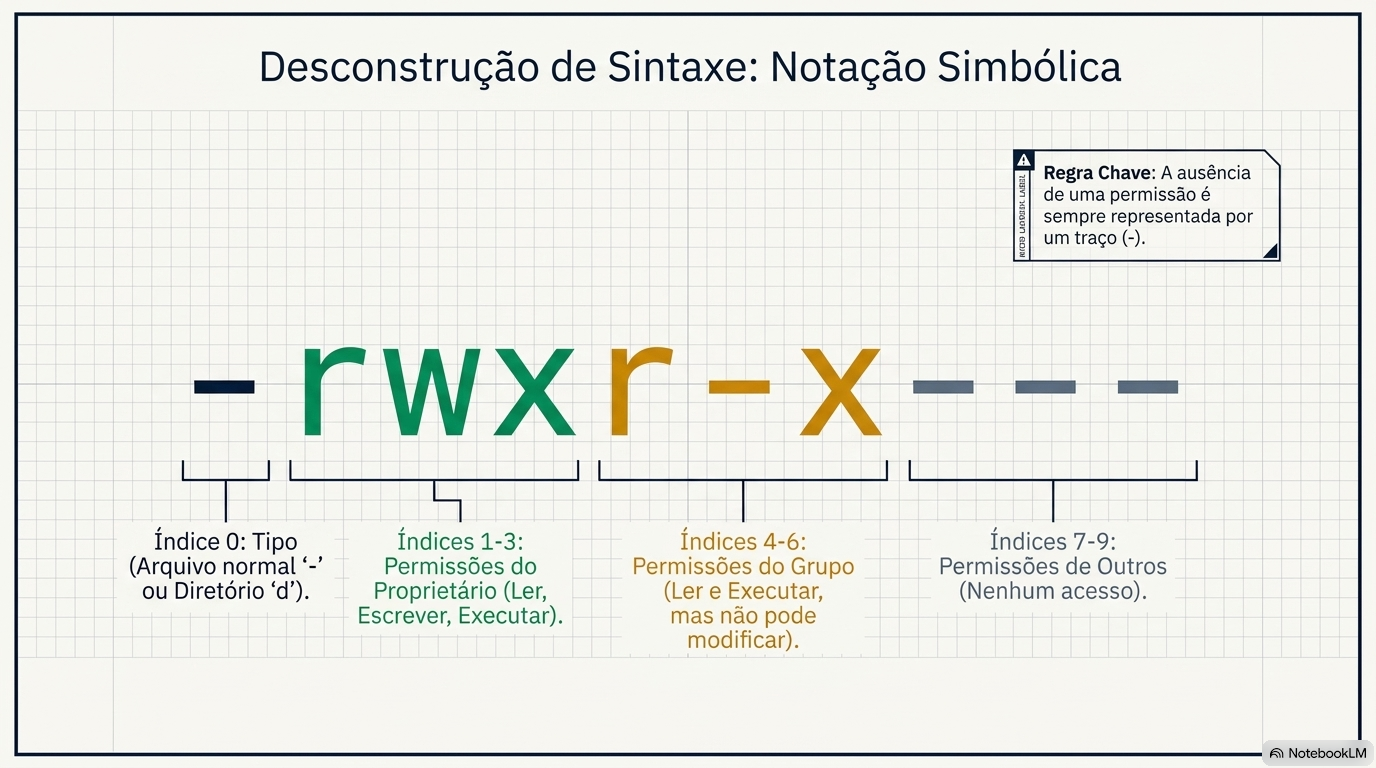 Desconstrução de Sintaxe: Notação Simbólica
Regra Chave: A ausência
de uma permissão é
sempre representada por
um traço (-).
-rwxr-x---
Índice 0: Tipo
(Arquivo normal ‘-’
ou Diretório ‘d’).
Índices 1-3:
Permissões do
Proprietário (Ler,
Escrever, Executar).
Índices 4-6:
Permissões do Grupo
(Ler e Executar,
mas não pode
modificar).
Índices 7-9:
Permissões de Outros
(Nenhum acesso).
NotebookLM